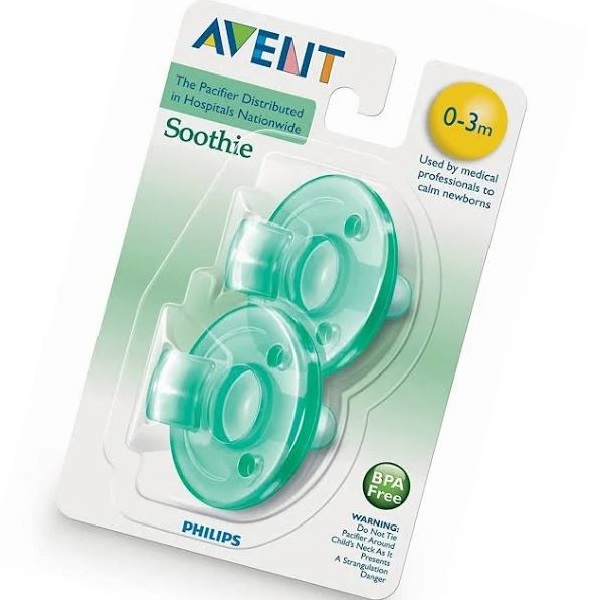 AVENT
The Pacifier Distributed
in Hospitals Nationwide
Soothie
0-3m
Used by medical
professionals to
calm newborns
BPA
Free
WARNING:
Do Not Tie
Pacifier Around
Child's Neck As It
Presents
A Strangulation
Danger
PHILIPS